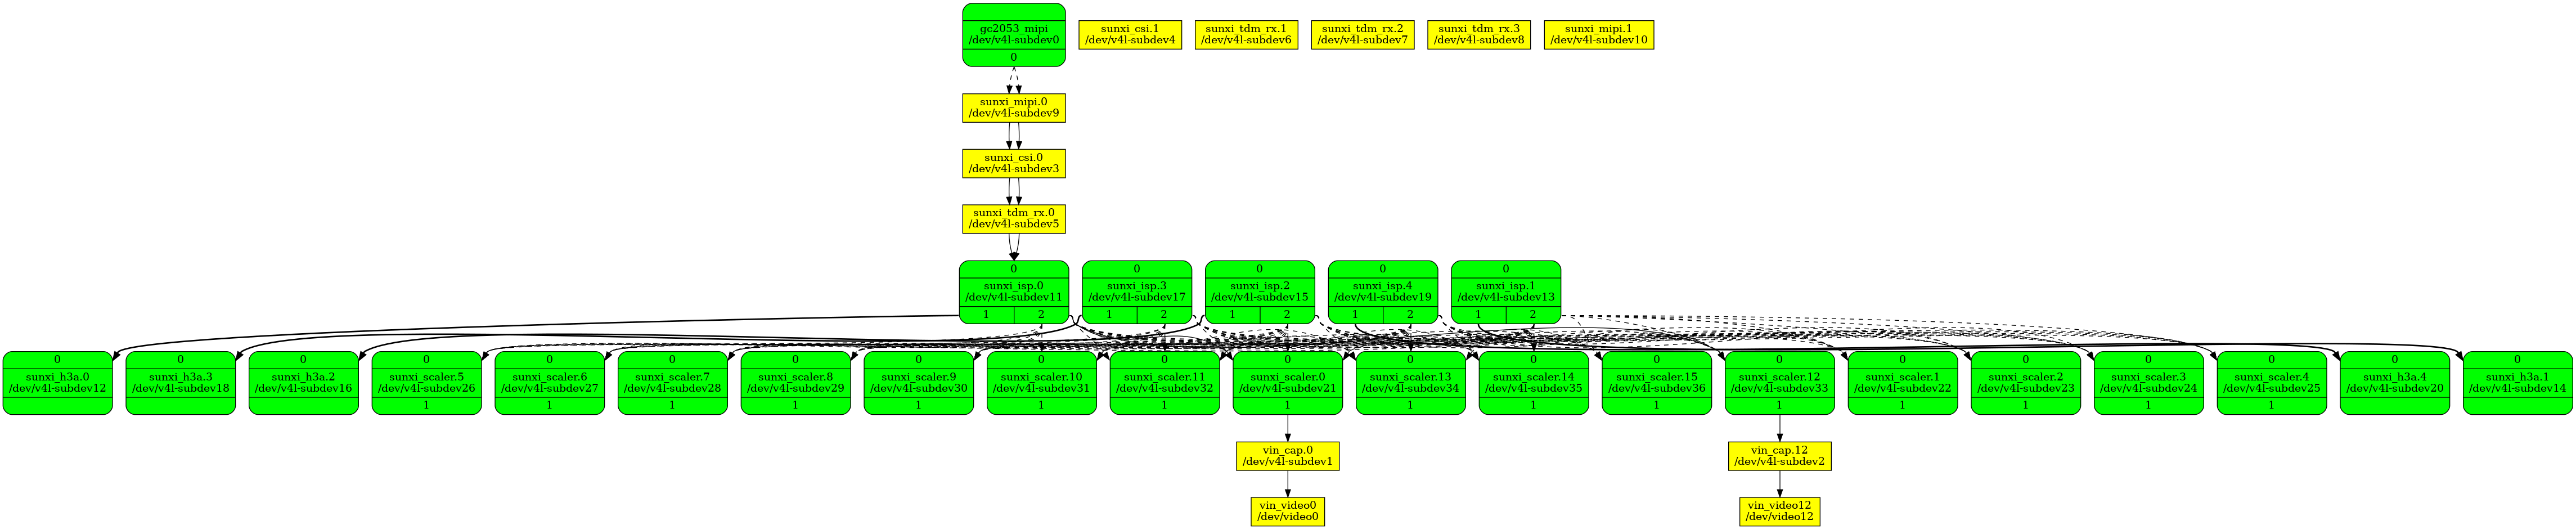 gc2053_mipi
/dev/v4l-subdev0
0
sunxi_csi.1
/dev/v4l-subdev4
sunxi_tdm_rx.1
/dev/v4l-subdev6
sunxi_tdm_rx.2
/dev/v4l-subdev7
sunxi_tdm_rx.3
/dev/v4l-subdev8
sunxi_mipi.1
/dev/v4l-subdev10
sunxi_mipi.0
/dev/v4l-subdev9
sunxi_csi.0
/dev/v4l-subdev3
sunxi_tdm_rx.0
/dev/v4l-subdev5
0
sunxi_isp.0
/dev/v4l-subdev11
1 2
0
sunxi_isp.3
/dev/v4l-subdev17
1 2
0
sunxi_isp.2
/dev/v4l-subdev15
1 2
0
sunxi_isp.4
/dev/v4l-subdev19
1 2
0
sunxi_isp.1
/dev/v4l-subdev13
1 2
0
sunxi_h3a.0
/dev/v4l-subdev12
0
sunxi_h3a.3
/dev/v4l-subdev18
0
sunxi_h3a.2
/dev/v4l-subdev16
0
sunxi_scaler.5
/dev/v4l-subdev26
1
0
sunxi_scaler.6
/dev/v4l-subdev27
1
0
sunxi_scaler.7
/dev/v4l-subdev28
1
0
sunxi_scaler.8
/dev/v4l-subdev29
1
0
sunxi_scaler.9
/dev/v4l-subdev30
1
0
sunxi_scaler.10
/dev/v4l-subdev31
1
0
sunxi_scaler.11
/dev/v4l-subdev32
1
0
sunxi_scaler.0
/dev/v4l-subdev21
1
0
sunxi_scaler.13
/dev/v4l-subdev34
1
0
sunxi_scaler.14
/dev/v4l-subdev35
1
0
sunxi_scaler.15
/dev/v4l-subdev36
1
0
sunxi_scaler.12
/dev/v4l-subdev33
1
0
sunxi_scaler.1
/dev/v4l-subdev22
1
0
sunxi_scaler.2
/dev/v4l-subdev23
1
0
sunxi_scaler.3
/dev/v4l-subdev24
1
0
sunxi_scaler.4
/dev/v4l-subdev25
1
0
sunxi_h3a.4
/dev/v4l-subdev20
0
sunxi_h3a.1
/dev/v4l-subdev14
vin_cap.0
/dev/v4l-subdev1
vin_cap.12
/dev/v4l-subdev2
vin_video0
/dev/video0
vin_video12
/dev/video12